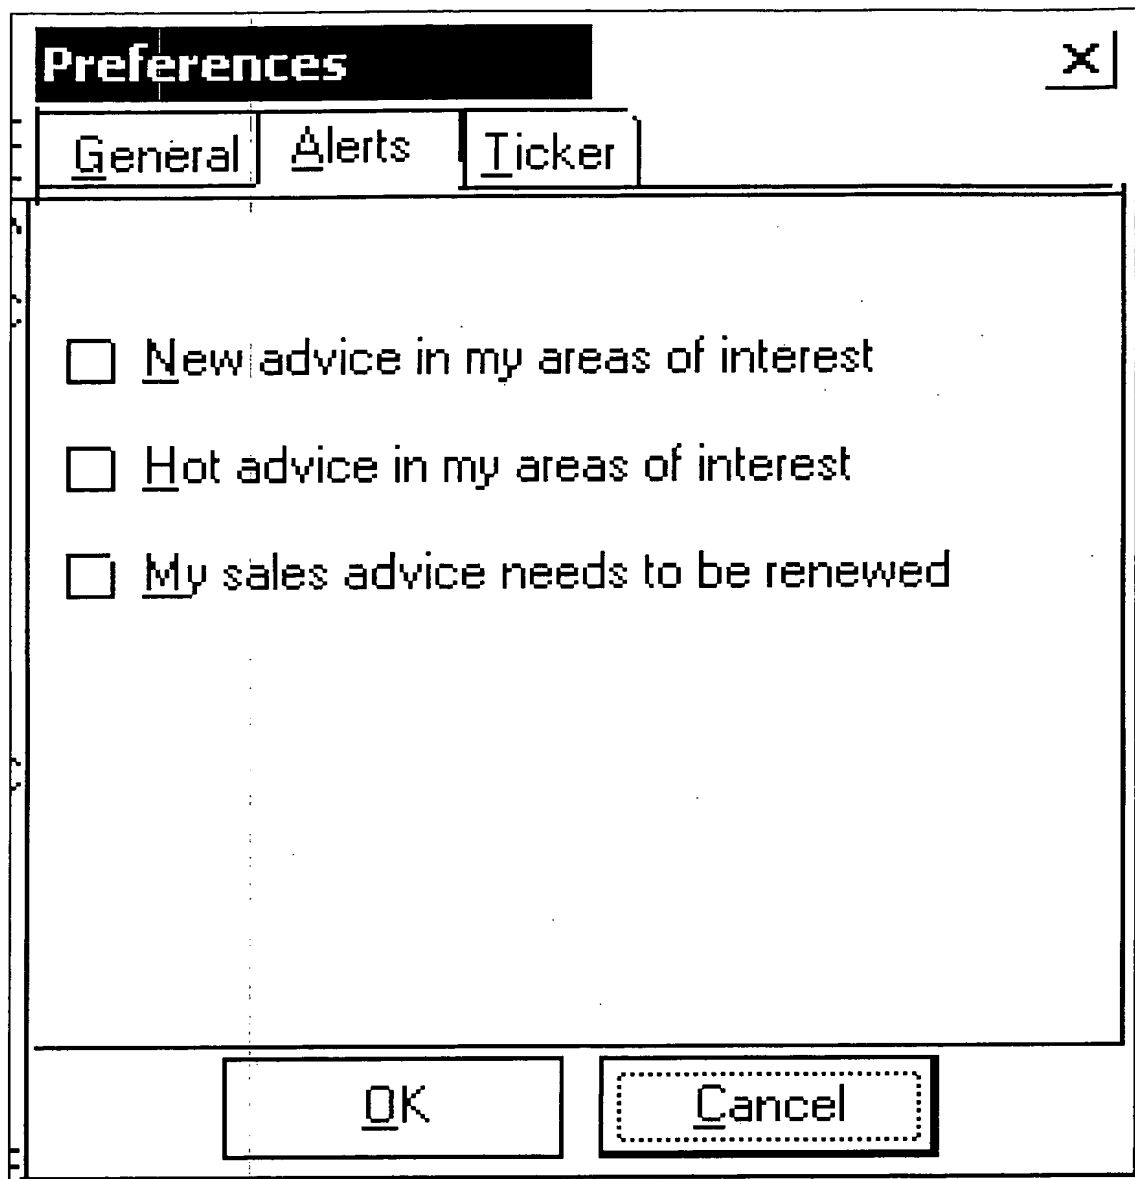 Preferences
General Alerts Ticker
New advice in my areas of interest
Hot advice in my areas of interest
My sales advice needs to be renewed
OK Cancel